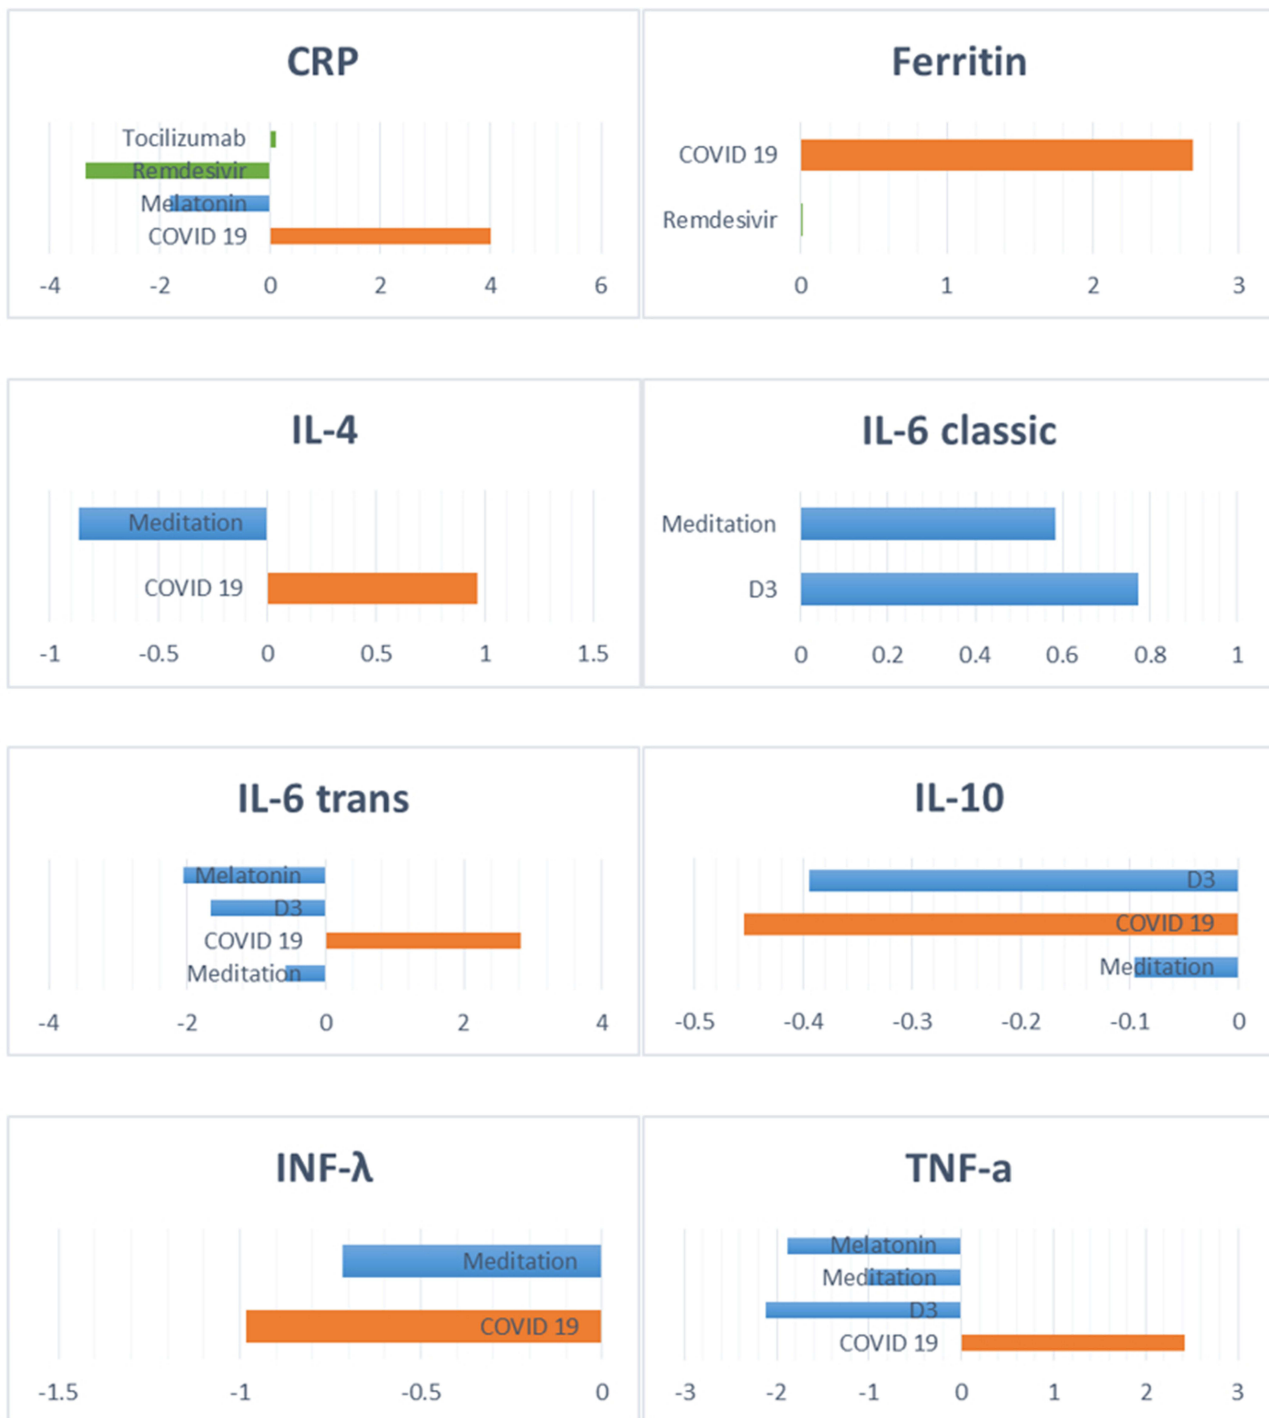 CRP
Tocilizumab
Remdesivir
Melatonin
COVID 19
-4 -2 0 2 4 6
Ferritin
COVID 19
Remdesivir
0 1 2 3
IL-4
Meditation
COVID 19
-1 -0.5 0 0.5 1 1.5
IL-6 classic
Meditation
D3
0 0.2 0.4 0.6 0.8 1
IL-6 trans
Melatonin
D3
COVID 19
Meditation
-4 -2 0 2 4
IL-10
D3
COVID 19
Meditation
-0.5 -0.4 -0.3 -0.2 -0.1 0
INF-λ
Meditation
COVID 19
-1.5 -1 -0.5 0
TNF-a
Melatonin
Meditation
D3
COVID 19
-3 -2 -1 0 1 2 3